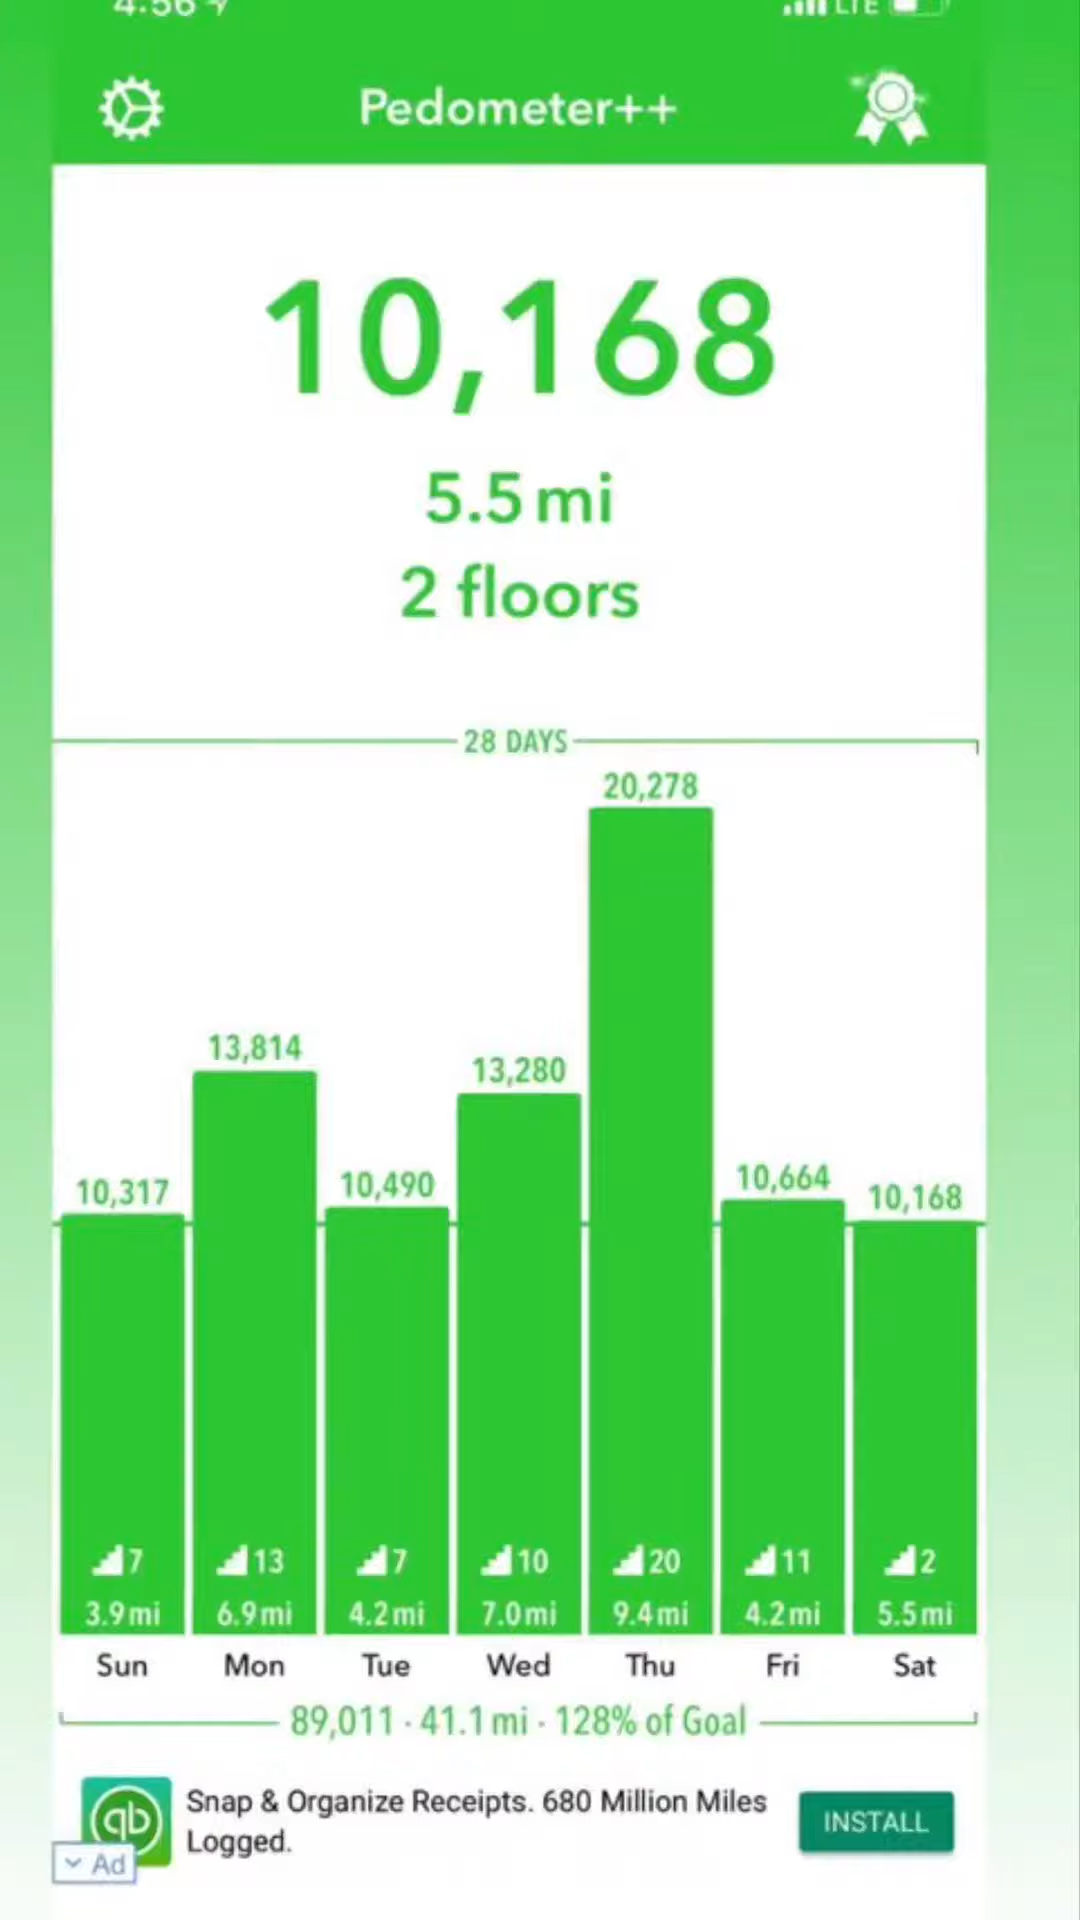 4:56 LTE
Pedometer++
10,168
5.5 mi
2 floors
28 DAYS
20,278
13,814
13,280
10,317
10,490
10,664
10,168
7 13 7 10 20 11 2
3.9 mi 6.9 mi 4.2 mi 7.0 mi 9.4 mi 4.2 mi 5.5 mi
Sun Mon Tue Wed Thu Fri Sat
89,011 · 41.1 mi · 128% of Goal
Snap & Organize Receipts. 680 Million Miles
Logged.
INSTALL
qb
Ad